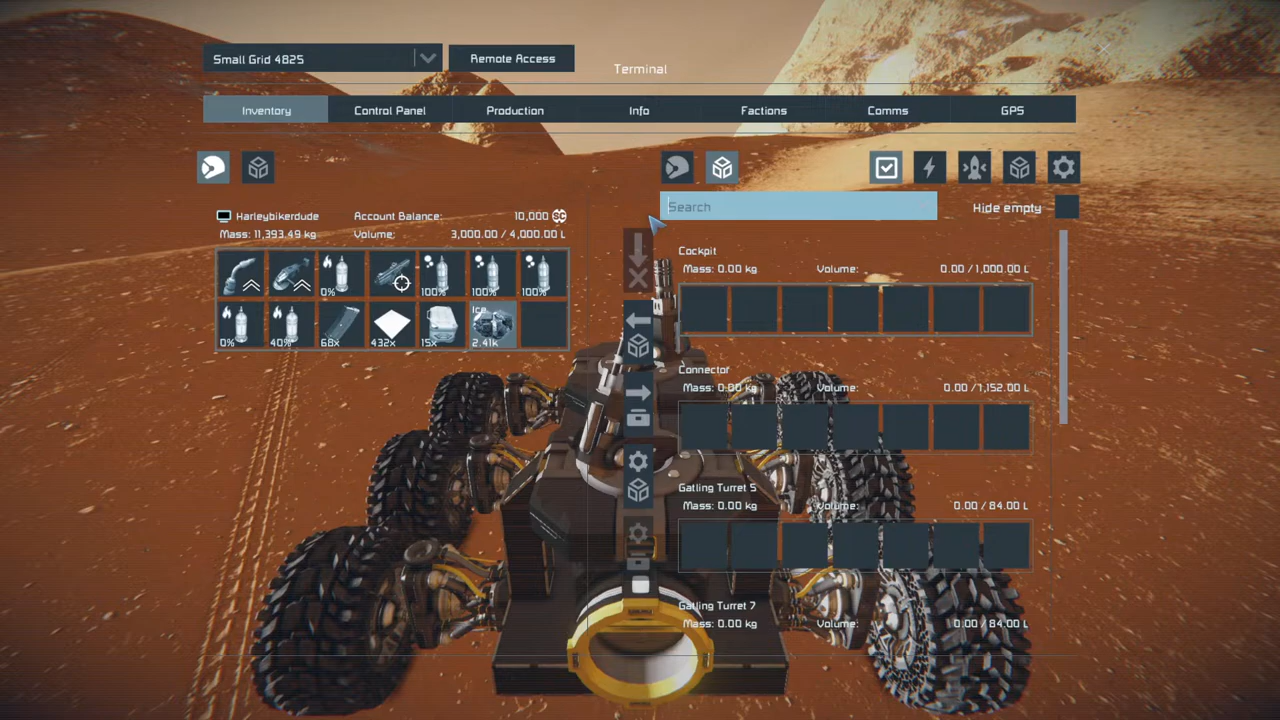 Small Grid 4825
Remote Access
Terminal
Inventory
Control Panel
Production
Info
Factions
Comms
GPS
Search
Hide empty
Harleybikerdude
Account Balance:
10,000 SC
Mass: 11,393.49 kg
Volume:
3,000.00 / 4,000.00 L
0%
100%
100%
100%
0%
40%
68x
432x
15x
Ice
2.41k
Cockpit
Mass: 0.00 kg
Volume:
0.00 / 1,000.00 L
Connector
Mass: 0.00 kg
Volume:
0.00 / 1,152.00 L
Gatling Turret 5
Mass: 0.00 kg
Volume:
0.00 / 84.00 L
Gatling Turret 7
Mass: 0.00 kg
Volume:
0.00 / 84.00 L